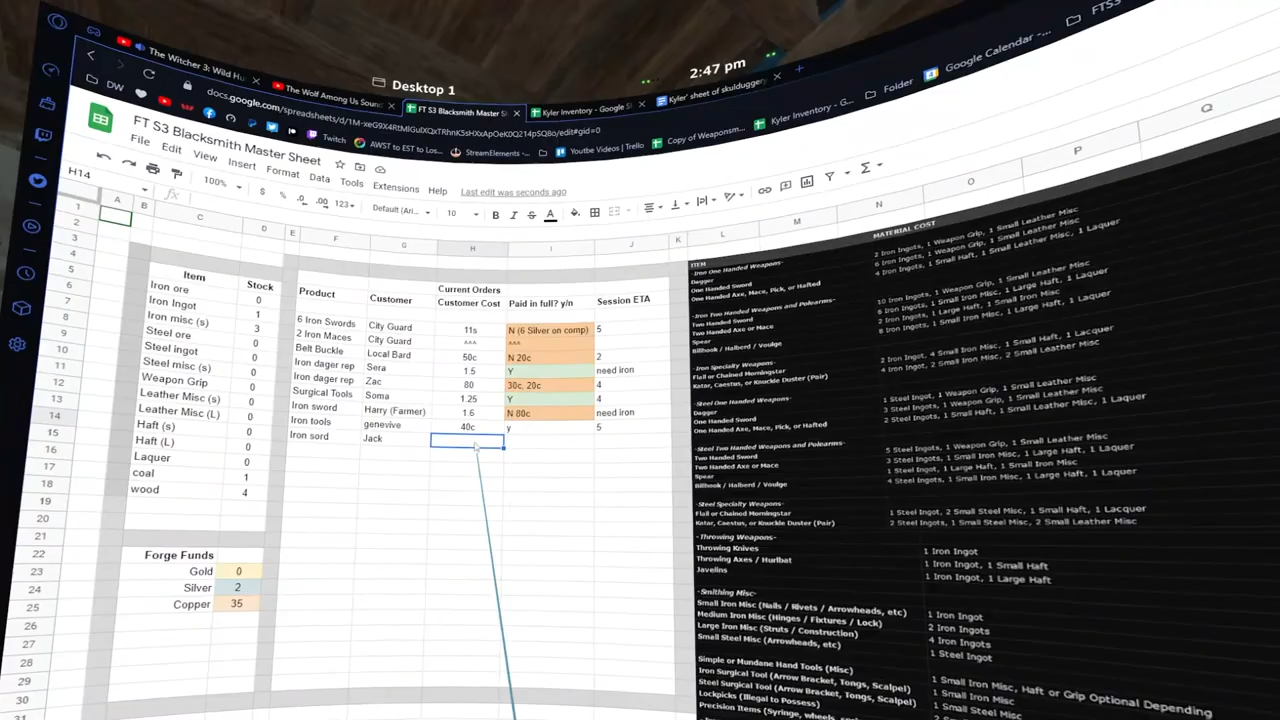 2:47 pm
Desktop 1
The Witcher 3: Wild Hu
The Wolf Among Us Soun
FT S3 Blacksmith Master S
Kyler Inventory - Google S
Kyler' sheet of skulduggery
docs.google.com/spreadsheets/d/
DW
Twitch
AWST to EST to Los...
StreamElements -
Youtbe Videos | Trello
Copy of Weaponsm...
Kyler Inventory - G...
Folder
Google Calendar -...
FT S3 Blacksmith Master Sheet
File Edit View Insert Format Data Tools Extensions Help Last edit was seconds ago
100% $ % .0 .00 123 Default (Ari... 10 B I S A
H14 fx
A B C D E F G H I J K L M N O P Q
Item Stock
Iron ore 0
Iron Ingot 1
Iron misc (s) 3
Steel ore 0
Steel ingot 0
Steel misc (s) 0
Weapon Grip 0
Leather Misc (s) 0
Leather Misc (L) 0
Haft (s) 0
Haft (L) 0
Laquer 0
coal 1
wood 4
Forge Funds
Gold 0
Silver 2
Copper 35
Current Orders
Product Customer Customer Cost Paid in full? y/n Session ETA
6 Iron Swords City Guard 11s N (6 Silver on comp) 5
2 Iron Maces City Guard ^^^ ^^^
Belt Buckle Local Bard 50c N 20c 2
Iron dager rep Sera 1.5 Y need iron
Iron dager rep Zac 80 30c, 20c 4
Surgical Tools Soma 1.25 Y 4
Iron sword Harry (Farmer) 1.6 N 80c need iron
Iron tools genevive 40c y 5
Iron sord Jack
ITEM MATERIAL COST
-Iron One Handed Weapons-
Dagger 2 Iron Ingots, 1 Weapon Grip, 1 Small Leather Misc
One Handed Sword 6 Iron Ingots, 1 Weapon Grip, 1 Small Leather Misc
One Handed Axe, Mace, Pick, or Hafted 4 Iron Ingots, 1 Small Haft, 1 Small Leather Misc, 1 Laquer
-Iron Two Handed Weapons and Polearms-
Two Handed Sword 10 Iron Ingots, 1 Weapon Grip, 1 Small Leather Misc
Two Handed Axe or Mace 6 Iron Ingots, 1 Small Iron Misc, 1 Large Haft, 1 Laquer
Spear 2 Iron Ingots, 1 Large Haft, 1 Small Iron Misc
Billhook / Halberd / Voulge 8 Iron Ingots, 1 Small Iron Misc, 1 Large Haft, 1 Laquer
-Iron Specialty Weapons-
Flail or Chained Morningstar 2 Iron Ingot, 4 Small Iron Misc, 1 Small Haft, 1 Lacquer
Katar, Caestus, or Knuckle Duster (Pair) 4 Iron Ingot, 2 Small Iron Misc, 2 Small Leather Misc
-Steel One Handed Weapons-
Dagger 1 Steel Ingot, 1 Weapon Grip, 1 Small Leather Misc
One Handed Sword 3 Steel Ingots, 1 Weapon Grip, 1 Small Leather Misc
One Handed Axe, Mace, Pick, or Hafted 2 Steel Ingots, 1 Small Haft, 1 Small Leather Misc, 1 Laquer
-Steel Two Handed Weapons and Polearms-
Two Handed Sword 5 Steel Ingots, 1 Weapon Grip, 1 Small Leather Misc
Two Handed Axe or Mace 3 Steel Ingots, 1 Small Iron Misc, 1 Large Haft, 1 Laquer
Spear 1 Steel Ingot, 1 Large Haft, 1 Small Iron Misc
Billhook / Halberd / Voulge 4 Steel Ingots, 1 Small Iron Misc, 1 Large Haft, 1 Laquer
-Steel Specialty Weapons-
Flail or Chained Morningstar 1 Steel Ingot, 2 Small Steel Misc, 1 Small Haft, 1 Lacquer
Katar, Caestus, or Knuckle Duster (Pair) 2 Steel Ingots, 1 Small Steel Misc, 2 Small Leather Misc
-Throwing Weapons-
Throwing Knives 1 Iron Ingot
Throwing Axes / Hurlbat 1 Iron Ingot, 1 Small Haft
Javelins 1 Iron Ingot, 1 Large Haft
-Smithing Misc-
Small Iron Misc (Nails / Rivets / Arrowheads, etc) 1 Iron Ingot
Medium Iron Misc (Hinges / Fixtures / Lock) 2 Iron Ingots
Large Iron Misc (Struts / Construction) 4 Iron Ingots
Small Steel Misc (Arrowheads, etc) 1 Steel Ingot
Simple or Mundane Hand Tools (Misc) 1 Small Iron Misc, Haft or Grip Optional Depending
Iron Surgical Tool (Arrow Bracket, Tongs, Scalpel) 1 Small Iron Misc
Steel Surgical Tool (Arrow Bracket, Tongs, Scalpel) 1 Small Steel Misc
Lockpicks (Illegal to Possess)
Precision Items (Syringe, wheels,